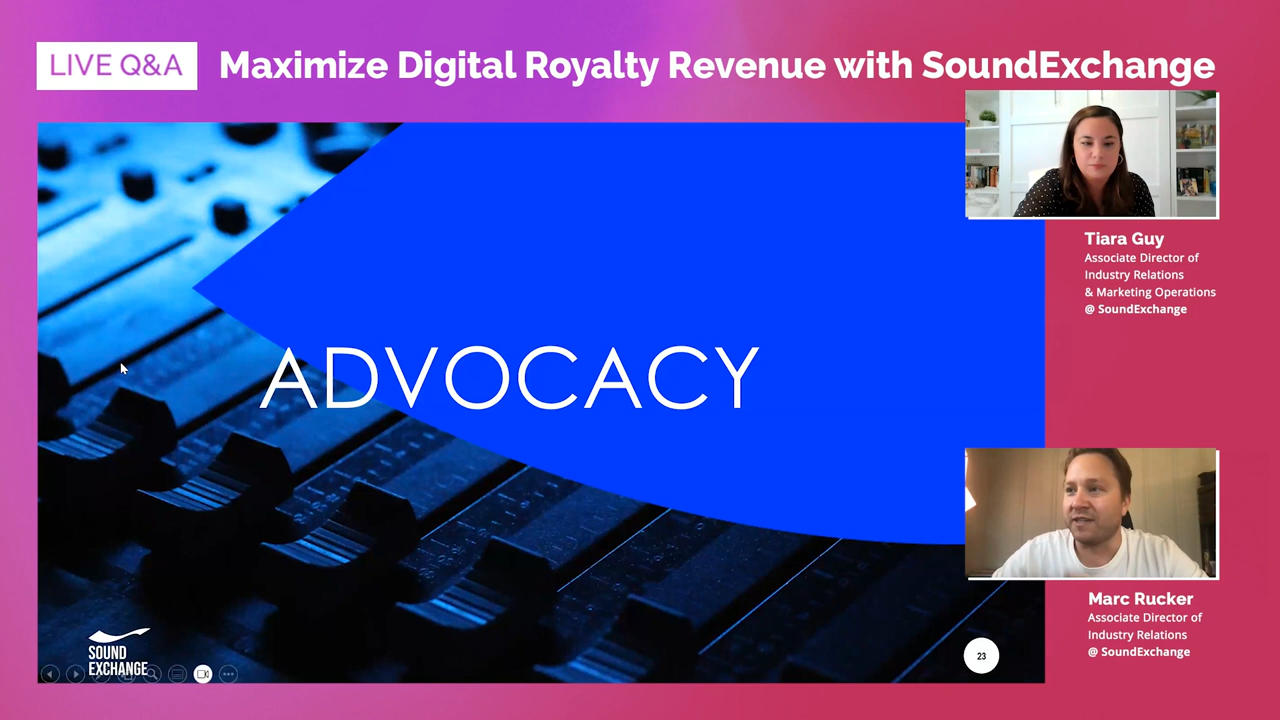 LIVE Q&A
Maximize Digital Royalty Revenue with SoundExchange
Tiara Guy
Associate Director of
Industry Relations
& Marketing Operations
@ SoundExchange
ADVOCACY
Marc Rucker
Associate Director of
Industry Relations
@ SoundExchange
SOUND
EXCHANGE
23